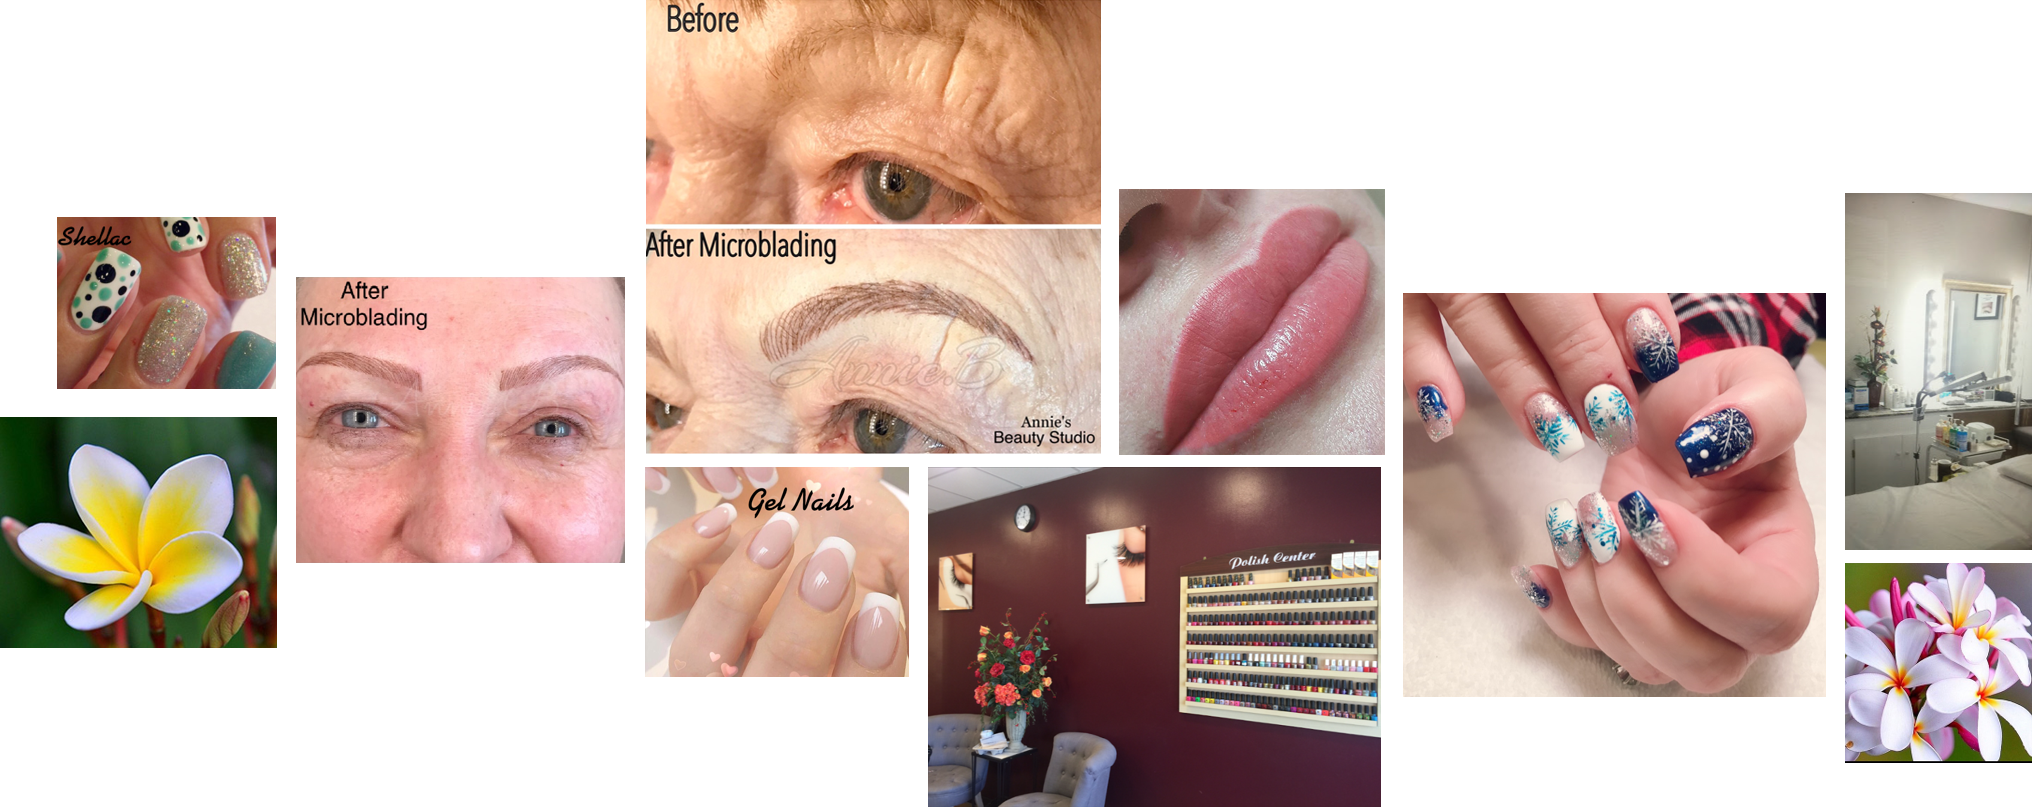 Shellac
After
Microblading
Before
After Microblading
Annie.B
Annie's
Beauty Studio
Gel Nails
Polish Center